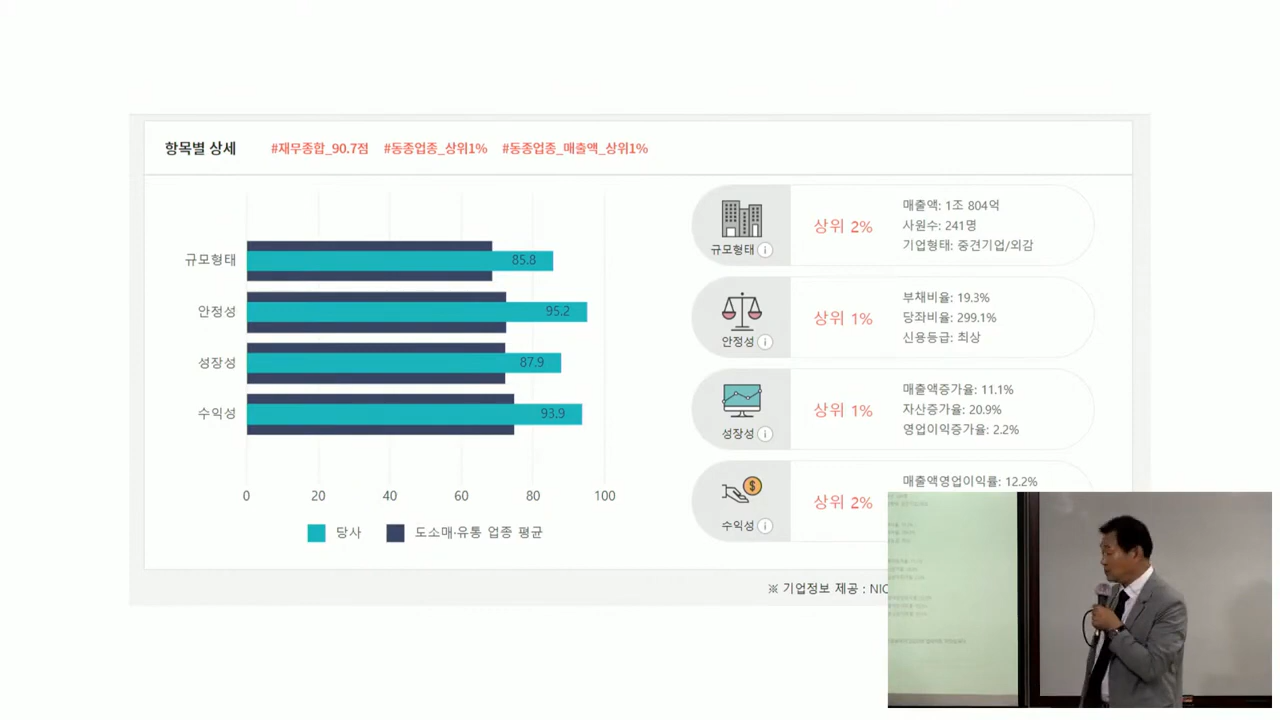 항목별 상세 #재무종합_90.7점 #동종업종_상위1% #동종업종_매출액_상위1%
규모형태 85.8
안정성 95.2
성장성 87.9
수익성 93.9
0 20 40 60 80 100
당사 도소매·유통 업종 평균
규모형태 i
상위 2%
매출액: 1조 804억
사원수: 241명
기업형태: 중견기업/외감
안정성 i
상위 1%
부채비율: 19.3%
당좌비율: 299.1%
신용등급: 최상
성장성 i
상위 1%
매출액증가율: 11.1%
자산증가율: 20.9%
영업이익증가율: 2.2%
수익성 i
상위 2%
매출액영업이익률: 12.2%
※ 기업정보 제공 : NIC